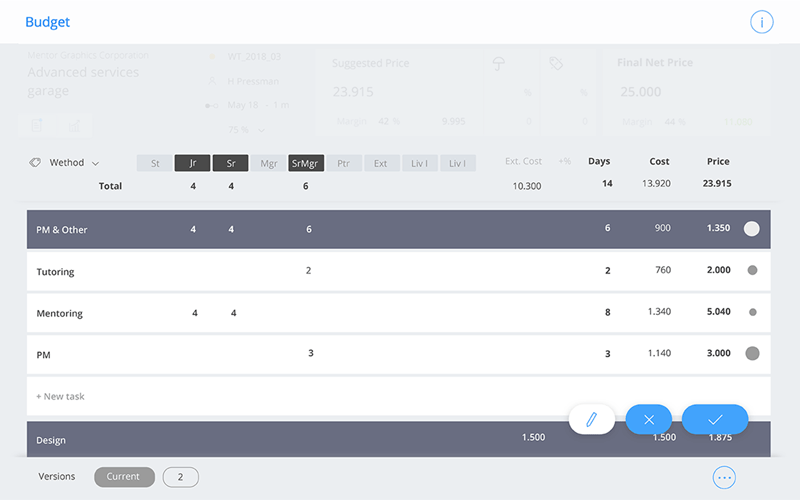 Budget
i
Mentor Graphics Corporation
Advanced services
garage
WT_2018_03
H Pressman
May 18 - 1 m
75 %
Suggested Price
23.915
%
Margin 42 % 9.995 0
% 0
Final Net Price
25.000
Margin 44 %
Wethod St Jr Sr Mgr SrMgr Ptr Ext Liv I Liv I Ext. Cost +% Days Cost Price
Total 4 4 6 10.300 14 13.920 23.915
PM & Other 4 4 6 6 900 1.350
Tutoring 2 2 760 2.000
Mentoring 4 4 8 1.340 5.040
PM 3 3 1.140 3.000
+ New task
Design 1.500 1.500 1.875
Versions Current 2